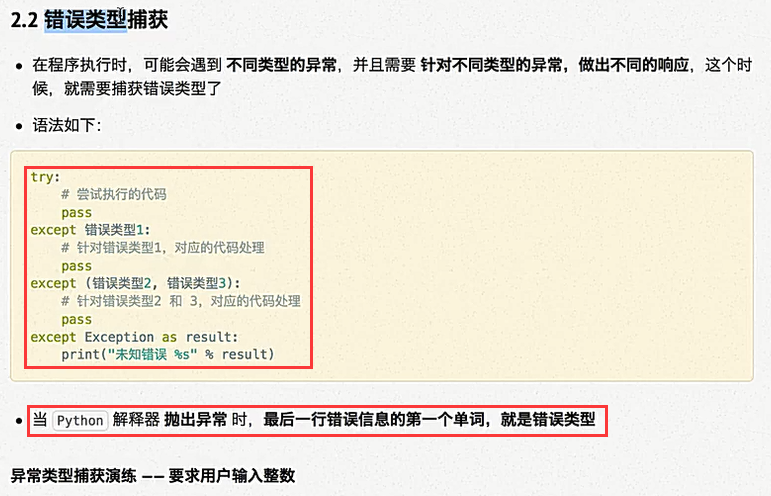 2.2 错误类型捕获
• 在程序执行时，可能会遇到 不同类型的异常，并且需要 针对不同类型的异常，做出不同的响应，这个时
候，就需要捕获错误类型了
• 语法如下：
try:
    # 尝试执行的代码
    pass
except 错误类型1:
    # 针对错误类型1，对应的代码处理
    pass
except (错误类型2, 错误类型3):
    # 针对错误类型2 和 3，对应的代码处理
    pass
except Exception as result:
    print("未知错误 %s" % result)
• 当 Python 解释器 抛出异常 时，最后一行错误信息的第一个单词，就是错误类型
异常类型捕获演练 —— 要求用户输入整数